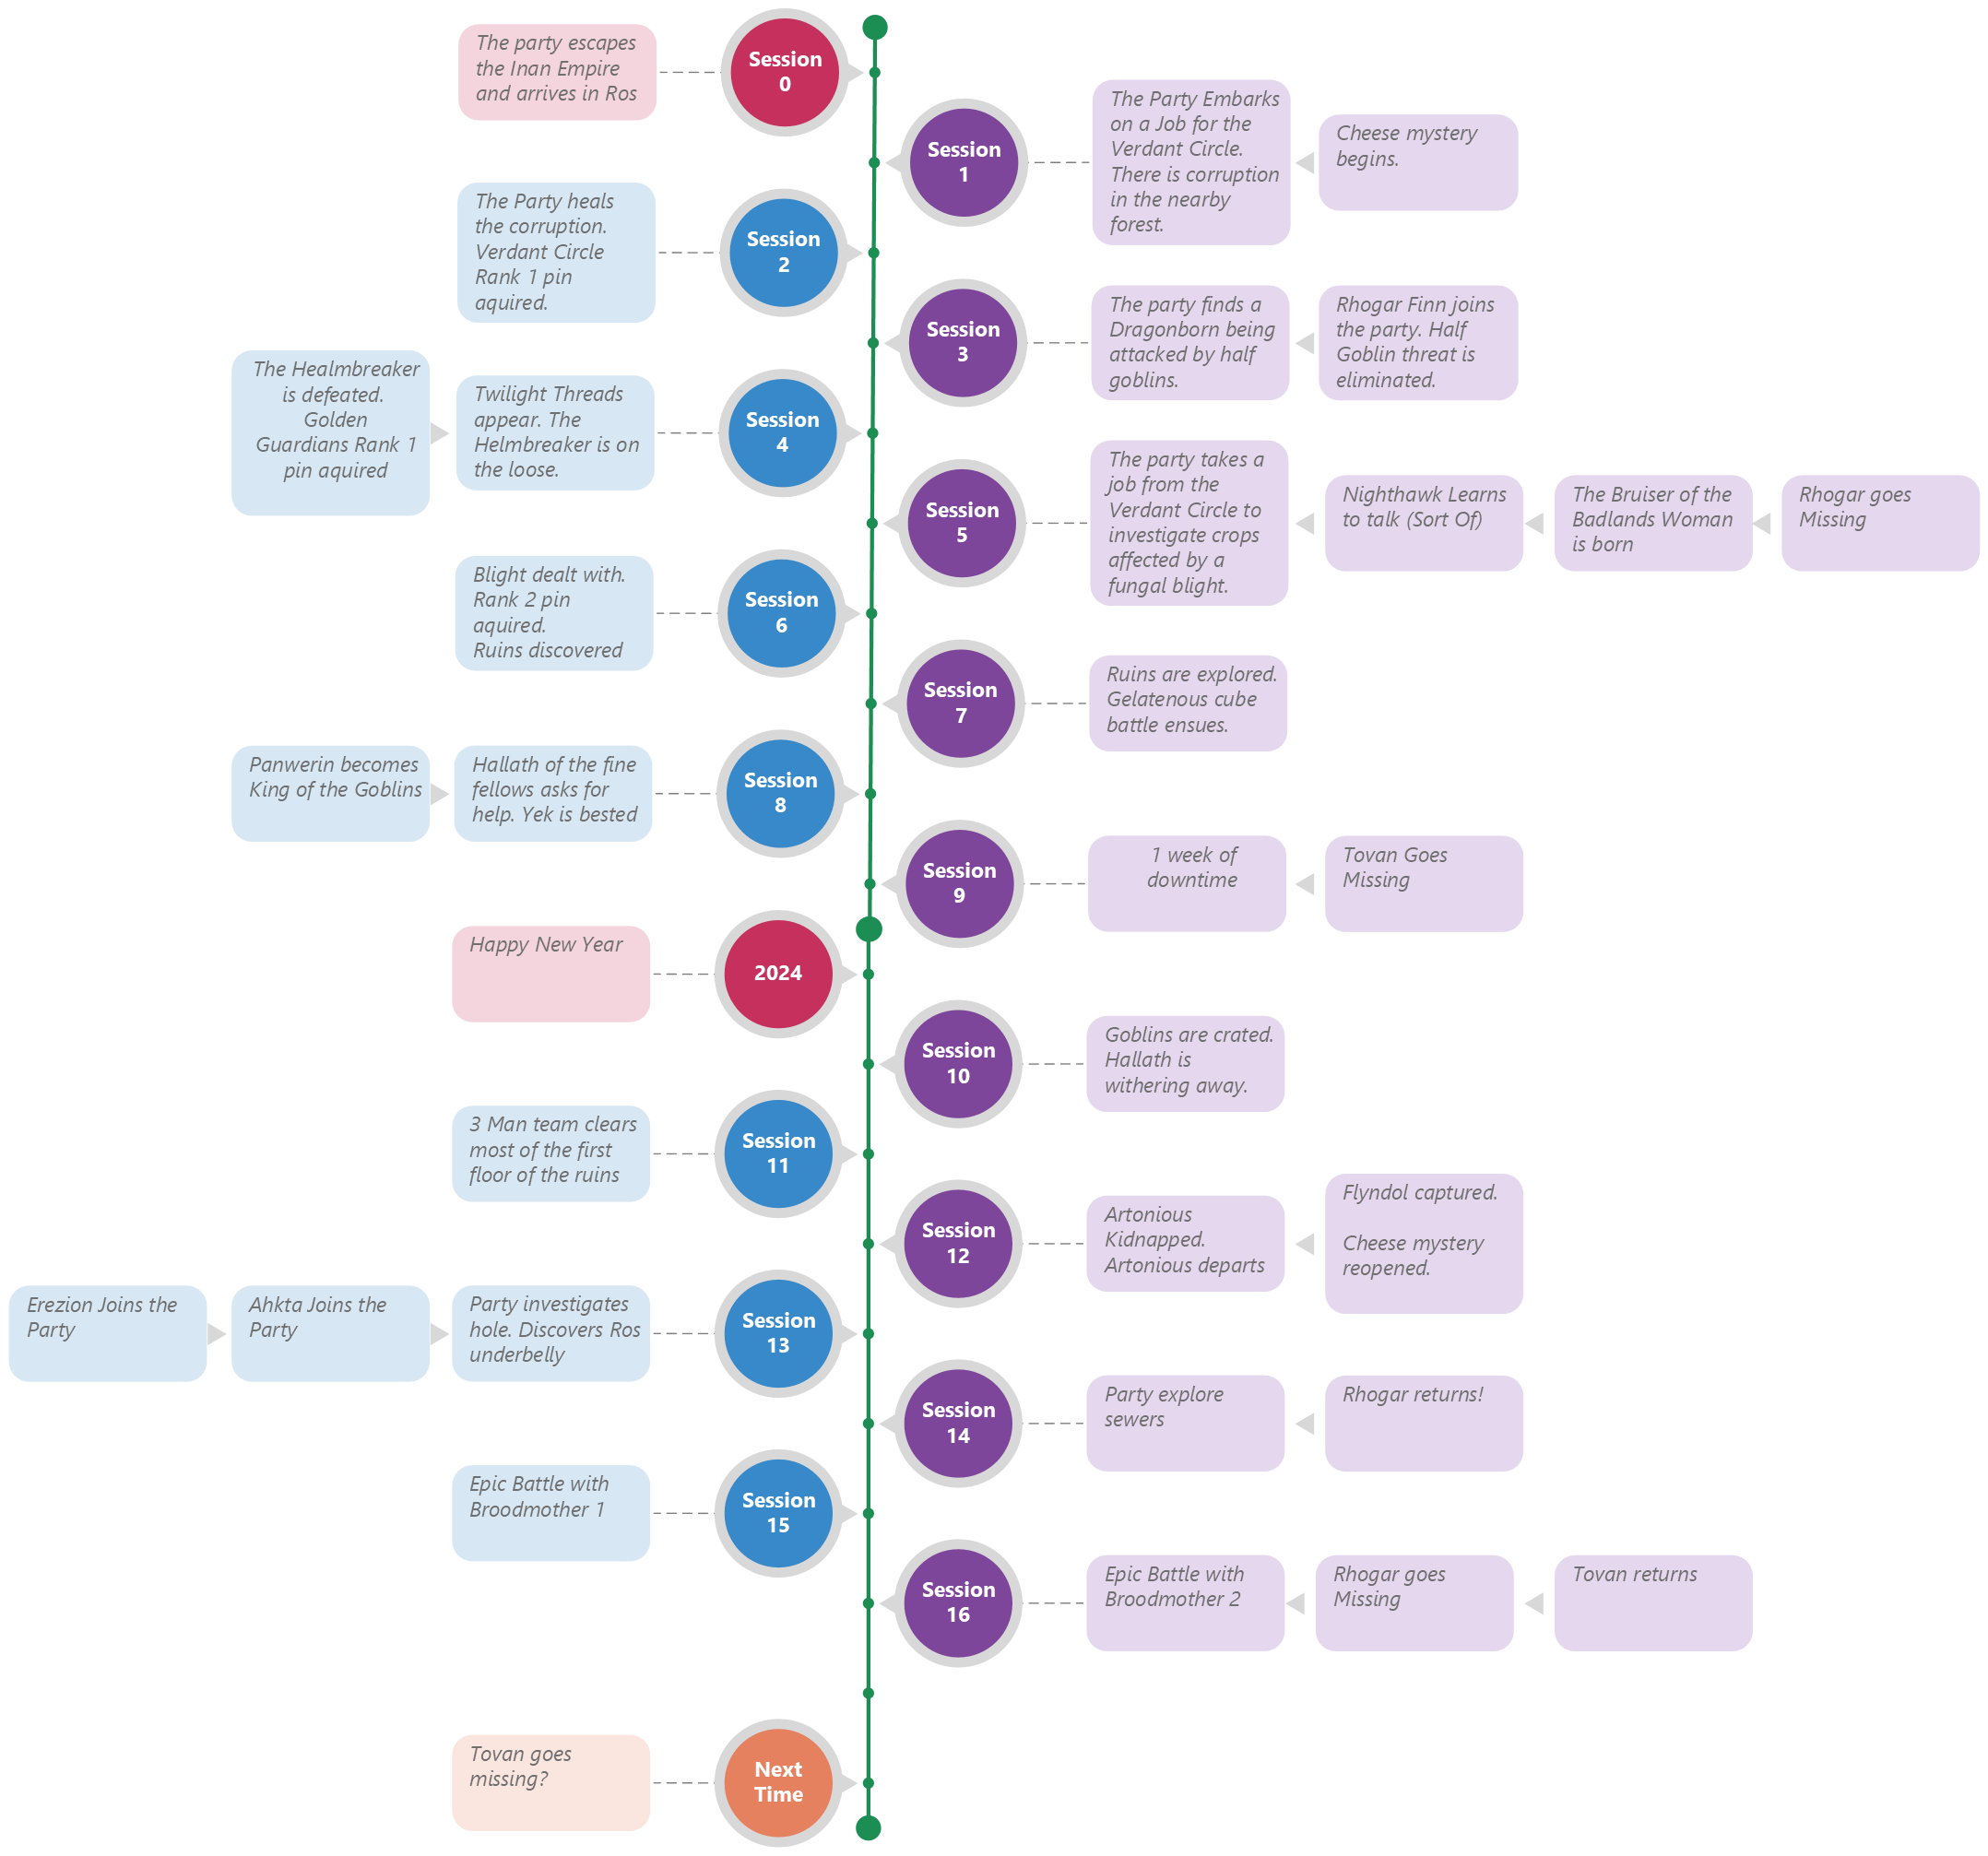 The party escapes
the Inan Empire
and arrives in Ros
Session
0
Session
1
The Party Embarks
on a Job for the
Verdant Circle.
There is corruption
in the nearby
forest.
Cheese mystery
begins.
The Party heals
the corruption.
Verdant Circle
Rank 1 pin
aquired.
Session
2
Session
3
The party finds a
Dragonborn being
attacked by half
goblins.
Rhogar Finn joins
the party. Half
Goblin threat is
eliminated.
The Healmbreaker
is defeated.
Golden
Guardians Rank 1
pin aquired
Twilight Threads
appear. The
Helmbreaker is on
the loose.
Session
4
Session
5
The party takes a
job from the
Verdant Circle to
investigate crops
affected by a
fungal blight.
Nighthawk Learns
to talk (Sort Of)
The Bruiser of the
Badlands Woman
is born
Rhogar goes
Missing
Blight dealt with.
Rank 2 pin
aquired.
Ruins discovered
Session
6
Session
7
Ruins are explored.
Gelatenous cube
battle ensues.
Panwerin becomes
King of the Goblins
Hallath of the fine
fellows asks for
help. Yek is bested
Session
8
Session
9
1 week of
downtime
Tovan Goes
Missing
Happy New Year
2024
Session
10
Goblins are crated.
Hallath is
withering away.
3 Man team clears
most of the first
floor of the ruins
Session
11
Session
12
Artonious
Kidnapped.
Artonious departs
Flyndol captured.
Cheese mystery
reopened.
Erezion Joins the
Party
Ahkta Joins the
Party
Party investigates
hole. Discovers Ros
underbelly
Session
13
Session
14
Party explore
sewers
Rhogar returns!
Epic Battle with
Broodmother 1
Session
15
Session
16
Epic Battle with
Broodmother 2
Rhogar goes
Missing
Tovan returns
Tovan goes
missing?
Next
Time